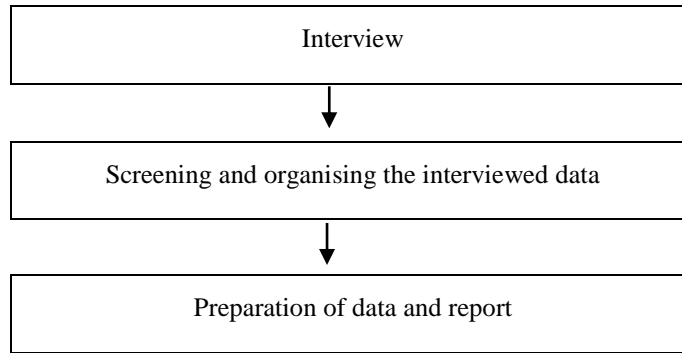 Interview
Screening and organising the interviewed data
Preparation of data and report